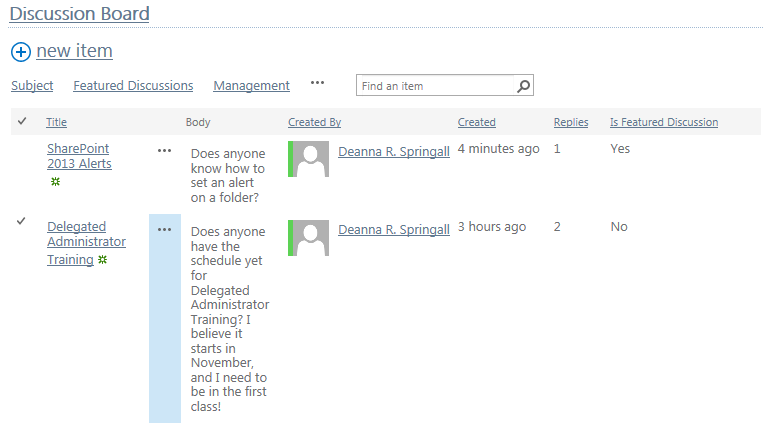 Discussion Board
new item
Subject Featured Discussions Management ••• Find an item
Title Body Created By Created Replies Is Featured Discussion
SharePoint
2013 Alerts
•••
Does anyone
know how to
set an alert
on a folder?
Deanna R. Springall 4 minutes ago 1 Yes
Delegated
Administrator
Training
•••
Does anyone
have the
schedule yet
for
Delegated
Administrator
Training? I
believe it
starts in
November,
and I need to
be in the first
class!
Deanna R. Springall 3 hours ago 2 No